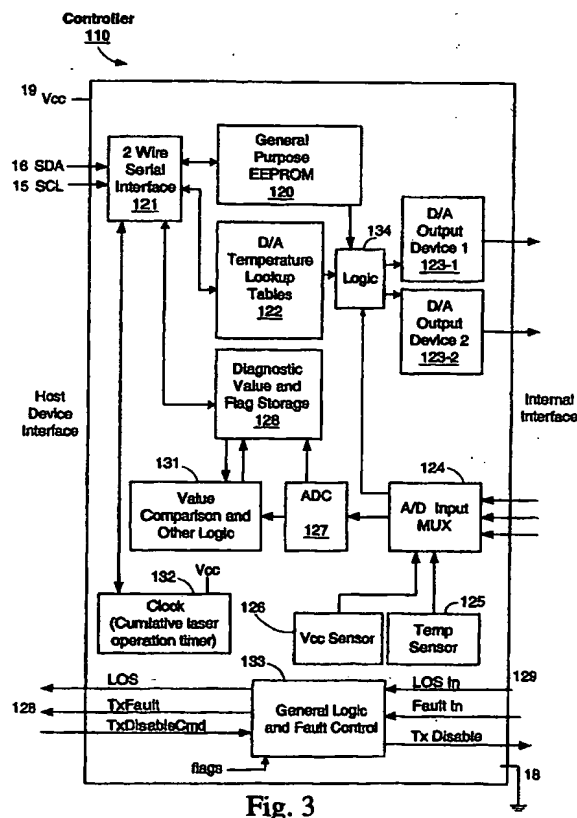 Controller
110
19 Vcc
16 SDA
15 SCL
2 Wire
Serial
Interface
121
General
Purpose
EEPROM
120
D/A
Temperature
Lookup
Tables
122
134
Logic
D/A
Output
Device 1
123-1
D/A
Output
Device 2
123-2
Host
Device
Interface
Diagnostic
Value and
Flag Storage
128
Internal
Interface
131
Value
Comparison and
Other Logic
ADC
127
124
A/D Input
MUX
132
Vcc
Clock
(Cumlative laser
operation timer)
126
Vcc Sensor
125
Temp
Sensor
133
General Logic
and Fault Control
LOS
128
TxFault
TxDisableCmd
flags
LOS In
129
Fault In
Tx Disable
18
Fig. 3